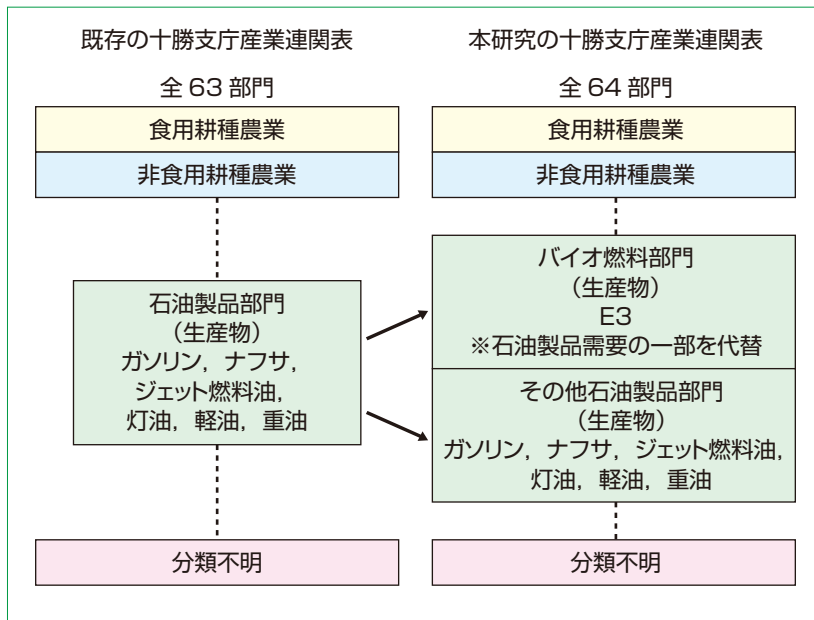 既存の十勝支庁産業連関表
全 63 部門
食用耕種農業
非食用耕種農業
石油製品部門
(生産物)
ガソリン，ナフサ，
ジェット燃料油，
灯油，軽油，重油
分類不明
本研究の十勝支庁産業連関表
全 64 部門
食用耕種農業
非食用耕種農業
バイオ燃料部門
(生産物)
E3
※石油製品需要の一部を代替
その他石油製品部門
(生産物)
ガソリン，ナフサ，ジェット燃料油，
灯油，軽油，重油
分類不明